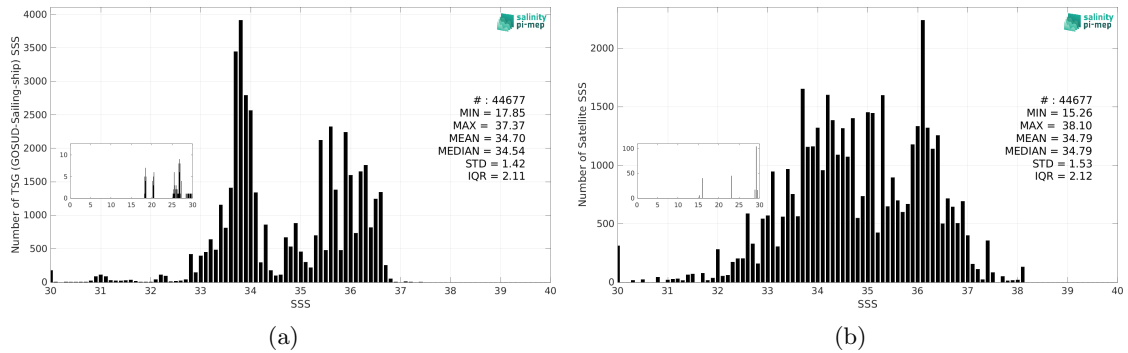 salinity
pi-mep
Number of TSG (GOSUD-Sailing-ship) SSS
4000
3500
3000
2500
2000
1500
1000
500
0
# : 44677
MIN = 17.85
MAX = 37.37
MEAN = 34.70
MEDIAN = 34.54
STD = 1.42
IQR = 2.11
10
5
0
0 5 10 15 20 25 30
30 31 32 33 34 35 36 37 38 39 40
SSS
(a)
salinity
pi-mep
Number of Satellite SSS
2000
1500
1000
500
0
# : 44677
MIN = 15.26
MAX = 38.10
MEAN = 34.79
MEDIAN = 34.79
STD = 1.53
IQR = 2.12
100
50
0
0 5 10 15 20 25 30
30 31 32 33 34 35 36 37 38 39 40
SSS
(b)